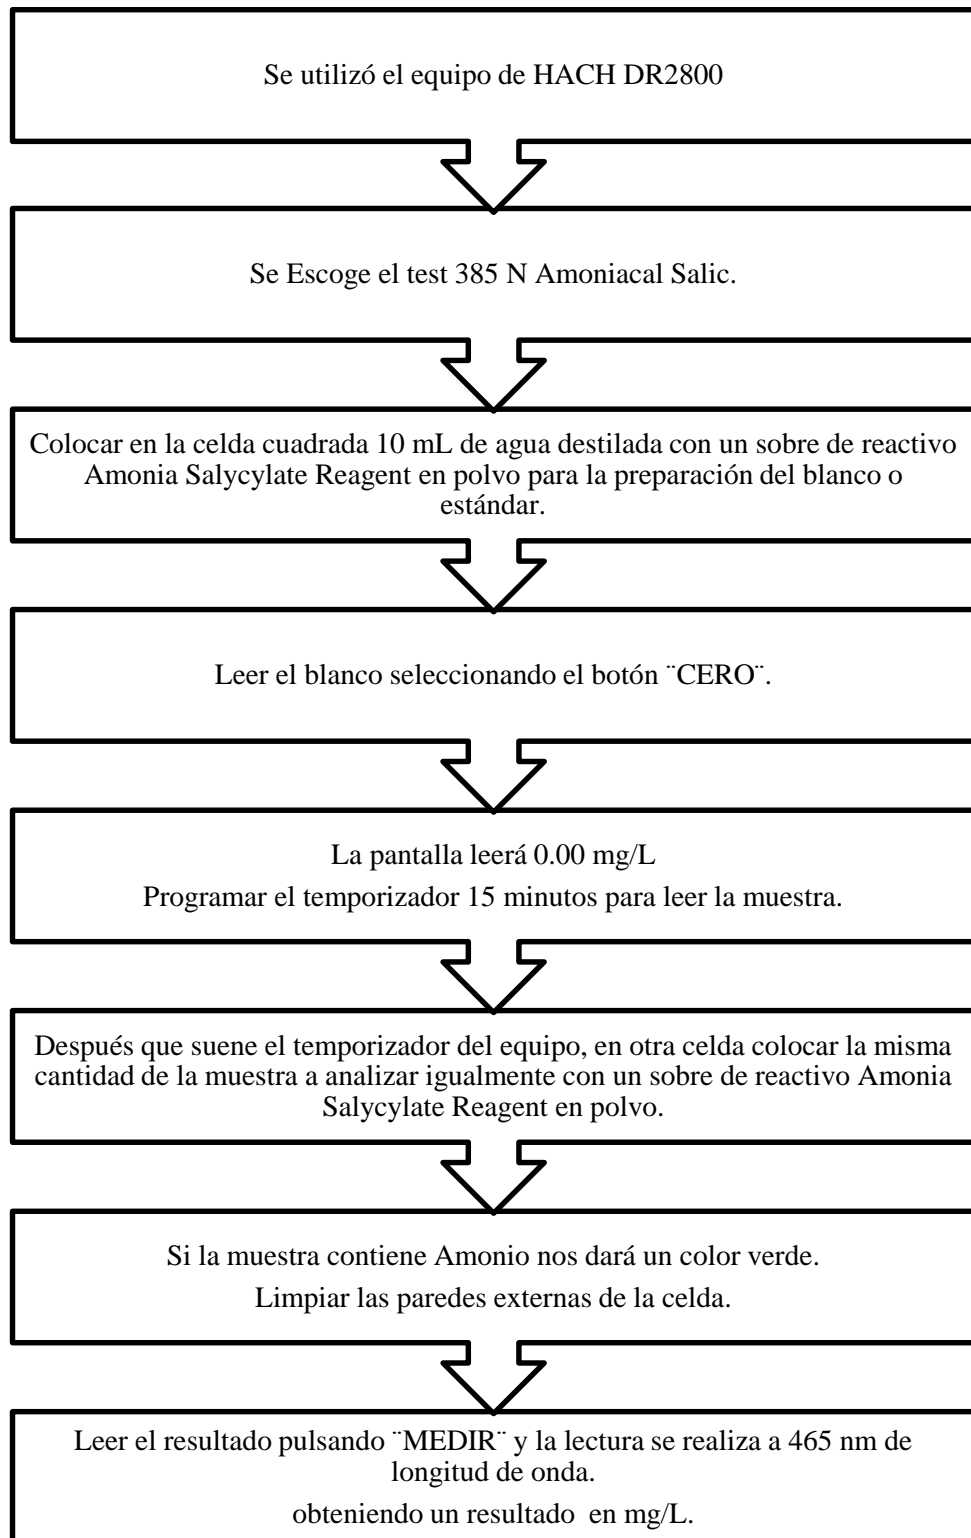 Se utilizó el equipo de HACH DR2800
Se Escoge el test 385 N Amoniacal Salic.
Colocar en la celda cuadrada 10 mL de agua destilada con un sobre de reactivo
Amonia Salycylate Reagent en polvo para la preparación del blanco o
estándar.
Leer el blanco seleccionando el botón ¨CERO¨.
La pantalla leerá 0.00 mg/L
Programar el temporizador 15 minutos para leer la muestra.
Después que suene el temporizador del equipo, en otra celda colocar la misma
cantidad de la muestra a analizar igualmente con un sobre de reactivo Amonia
Salycylate Reagent en polvo.
Si la muestra contiene Amonio nos dará un color verde.
Limpiar las paredes externas de la celda.
Leer el resultado pulsando ¨MEDIR¨ y la lectura se realiza a 465 nm de
longitud de onda.
obteniendo un resultado  en mg/L.